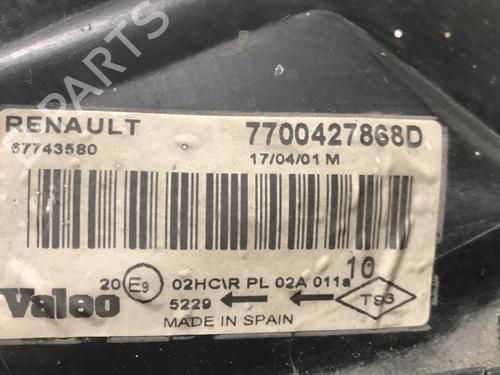 RENAULT 7700427868D
67743580 17/04/01 M
10
20 E9 02HC\R PL 02A 011a
Valeo 5229 T93
MADE IN SPAIN